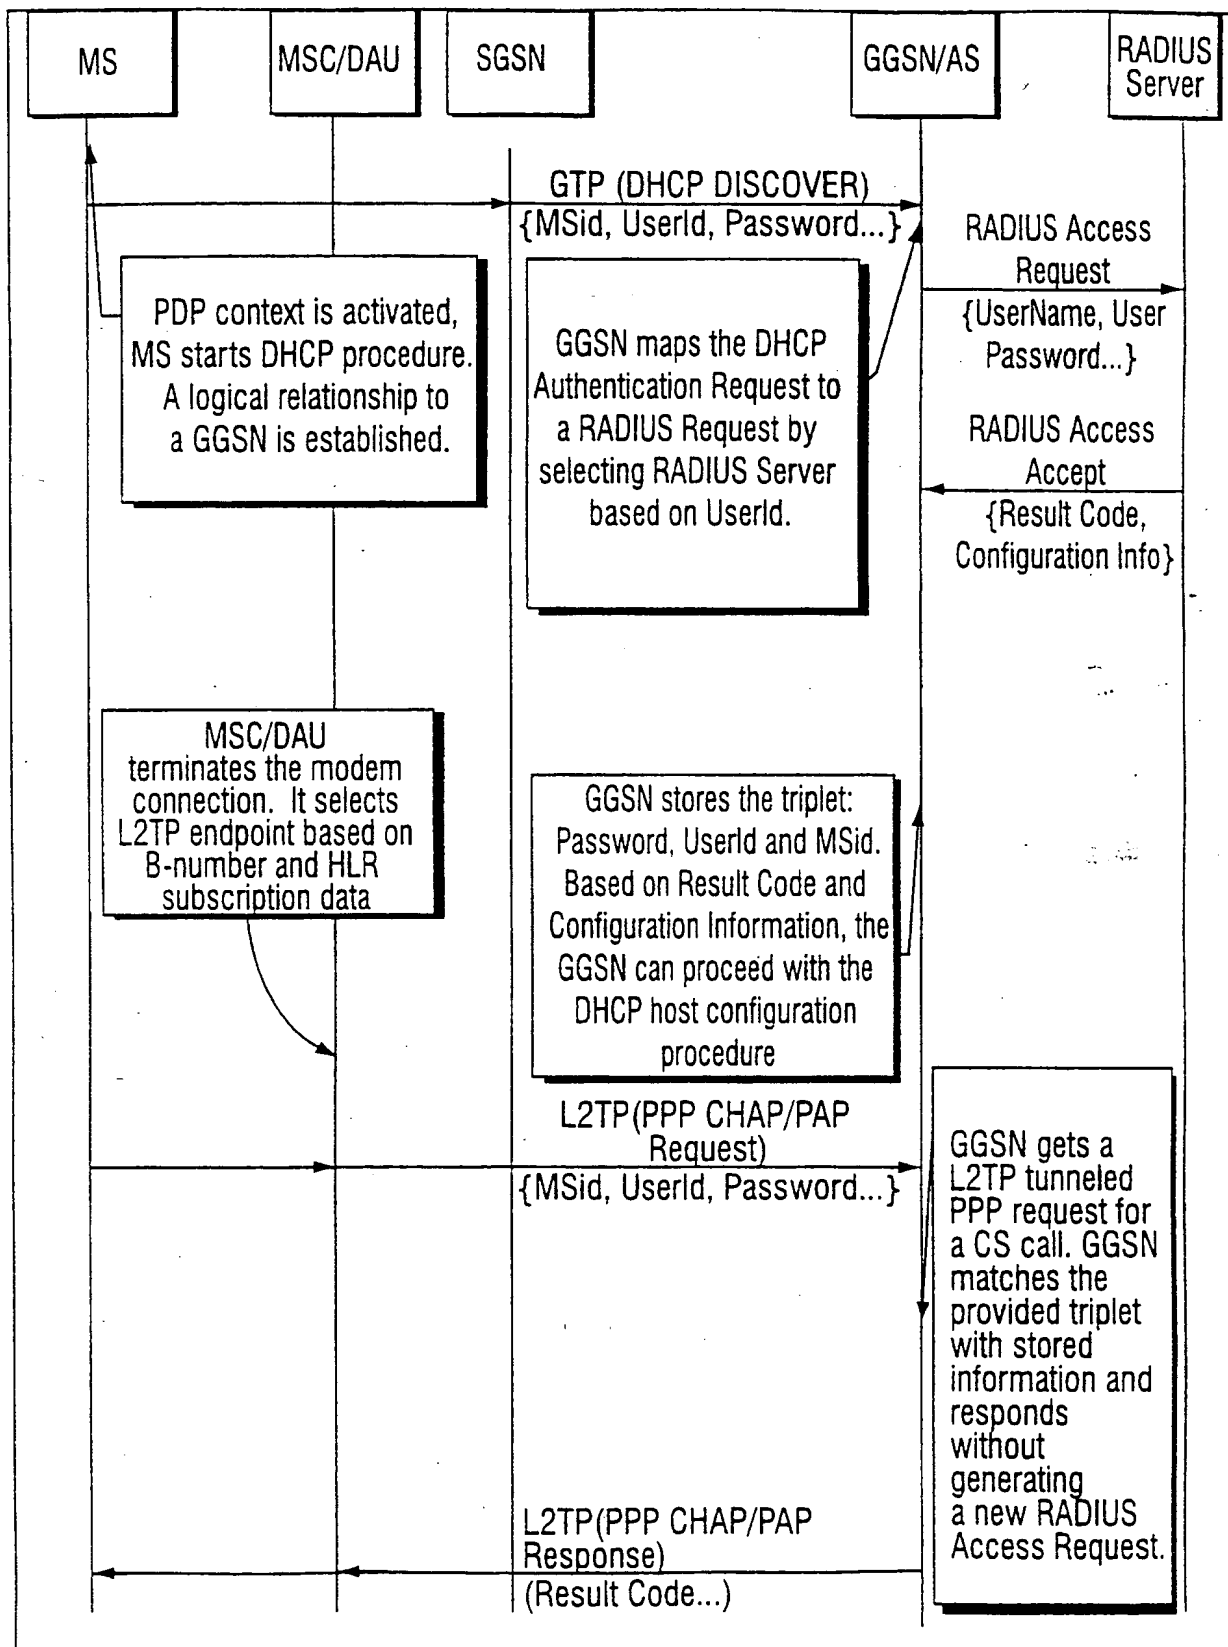 MS
MSC/DAU
SGSN
GGSN/AS
RADIUS
Server
GTP (DHCP DISCOVER)
{MSid, UserId, Password...}
RADIUS Access
Request
{UserName, User
Password...}
PDP context is activated,
MS starts DHCP procedure.
A logical relationship to
a GGSN is established.
GGSN maps the DHCP
Authentication Request to
a RADIUS Request by
selecting RADIUS Server
based on UserId.
RADIUS Access
Accept
{Result Code,
Configuration Info}
MSC/DAU
terminates the modem
connection. It selects
L2TP endpoint based on
B-number and HLR
subscription data
GGSN stores the triplet:
Password, UserId and MSid.
Based on Result Code and
Configuration Information, the
GGSN can proceed with the
DHCP host configuration
procedure
L2TP(PPP CHAP/PAP
Request)
{MSid, UserId, Password...}
GGSN gets a
L2TP tunneled
PPP request for
a CS call. GGSN
matches the
provided triplet
with stored
information and
responds
without
generating
a new RADIUS
Access Request.
L2TP(PPP CHAP/PAP
Response)
(Result Code...)